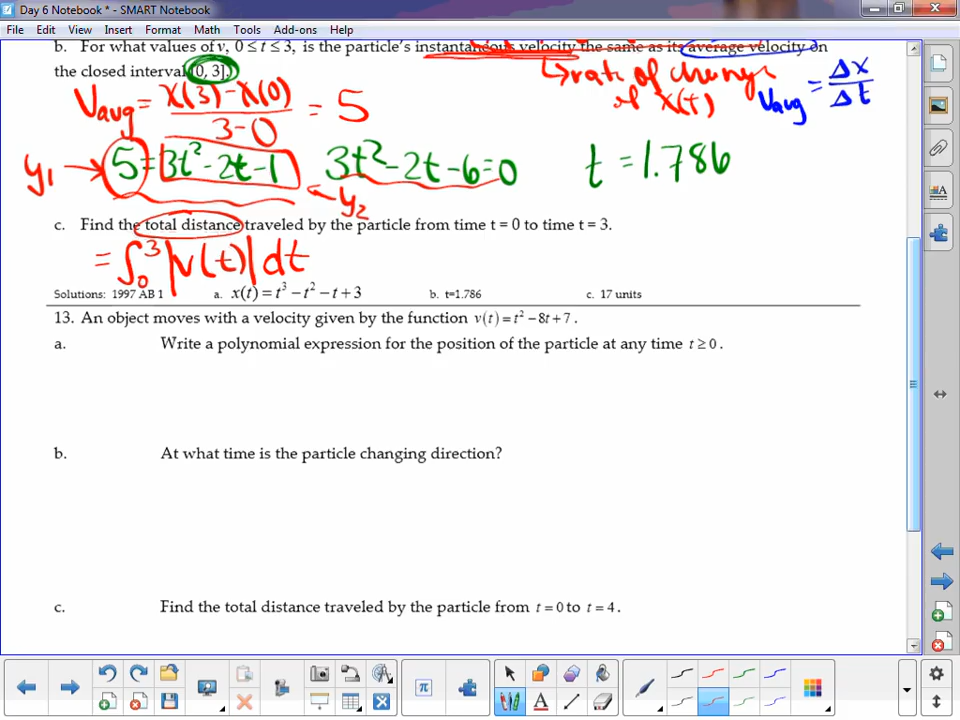 Day 6 Notebook * - SMART Notebook
File Edit View Insert Format Math Tools Add-ons Help
b. For what values of v, 0 ≤ t ≤ 3, is the particle's instantaneous velocity the same as its average velocity on
the closed interval [0, 3].
↳rate of change
of x(t)
Vavg = Δx/Δt
Vavg = (x(3) - x(0))/(3-0) = 5
y1 → 5 = 3t² - 2t - 1 ← y2
3t² - 2t - 6 = 0
t = 1.786
c. Find the total distance traveled by the particle from time t = 0 to time t = 3.
= ∫₀³ |v(t)| dt
Solutions: 1997 AB 1 a. x(t) = t³ − t² − t + 3 b. t=1.786 c. 17 units
13. An object moves with a velocity given by the function v(t) = t² − 8t + 7.
a. Write a polynomial expression for the position of the particle at any time t ≥ 0.
b. At what time is the particle changing direction?
c. Find the total distance traveled by the particle from t = 0 to t = 4.